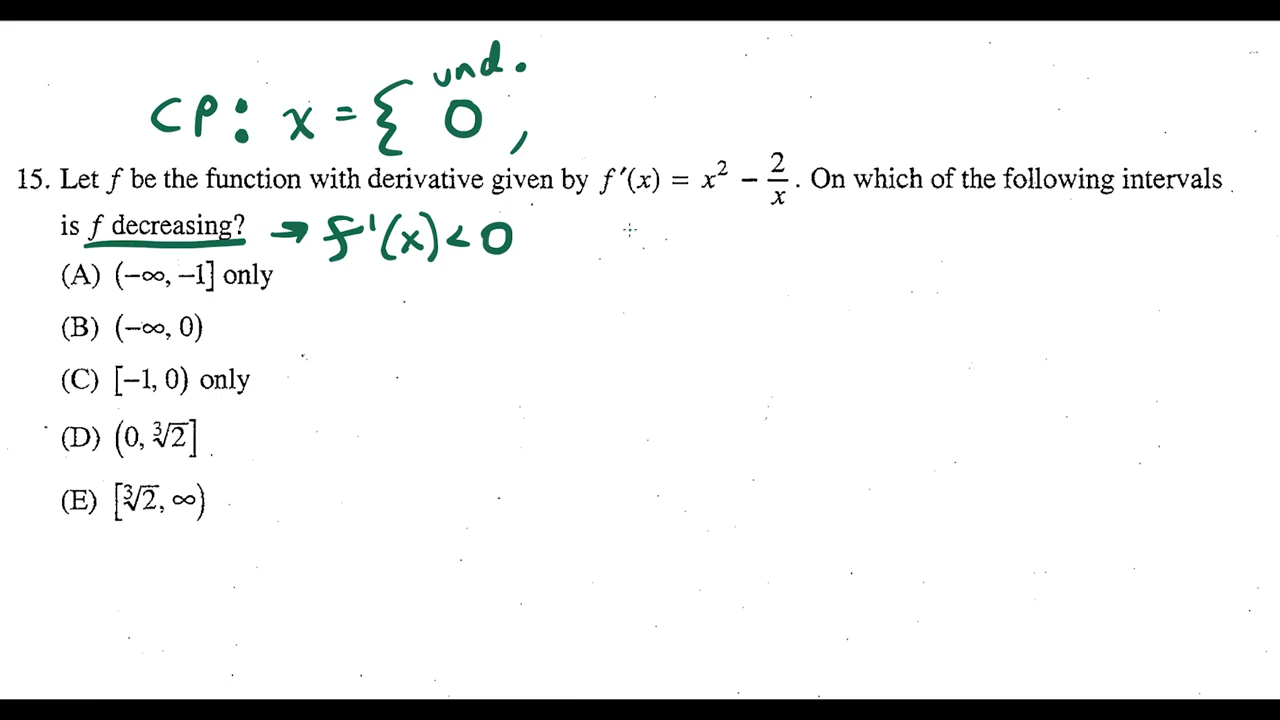 und.
CP: x = { 0 ,
15. Let f be the function with derivative given by f′(x) = x² − 2/x. On which of the following intervals
is f decreasing? → f'(x) < 0
(A) (−∞, −1] only
(B) (−∞, 0)
(C) [−1, 0) only
(D) (0, ∛2]
(E) [∛2, ∞)